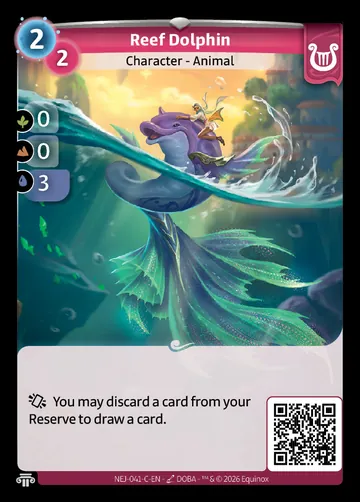 2
2
Reef Dolphin
Character - Animal
0
0
3
You may discard a card from your
Reserve to draw a card.
NEJ-041-C-EN - DOBA - ™ & © 2026 Equinox